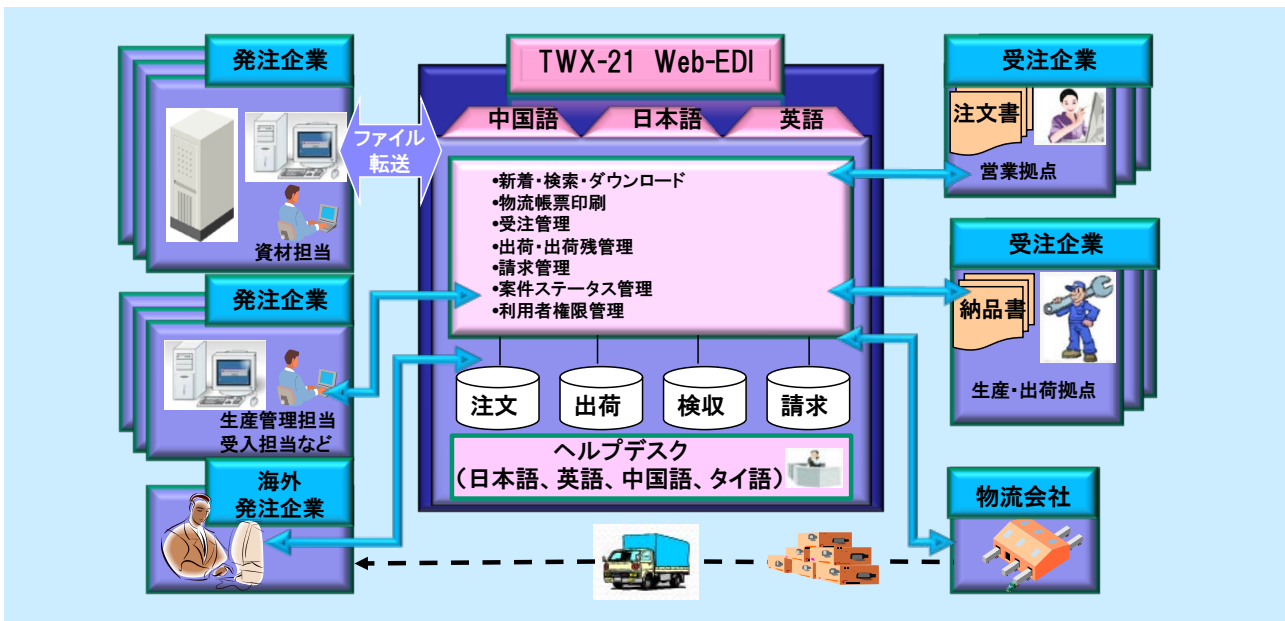 発注企業
資材担当
ファイル
転送
発注企業
生産管理担当
受入担当など
海外
発注企業
TWX-21 Web-EDI
中国語
日本語
英語
•新着・検索・ダウンロード
•物流帳票印刷
•受注管理
•出荷・出荷残管理
•請求管理
•案件ステータス管理
•利用者権限管理
注文
出荷
検収
請求
ヘルプデスク
(日本語、英語、中国語、タイ語)
受注企業
注文書
営業拠点
受注企業
納品書
生産・出荷拠点
物流会社